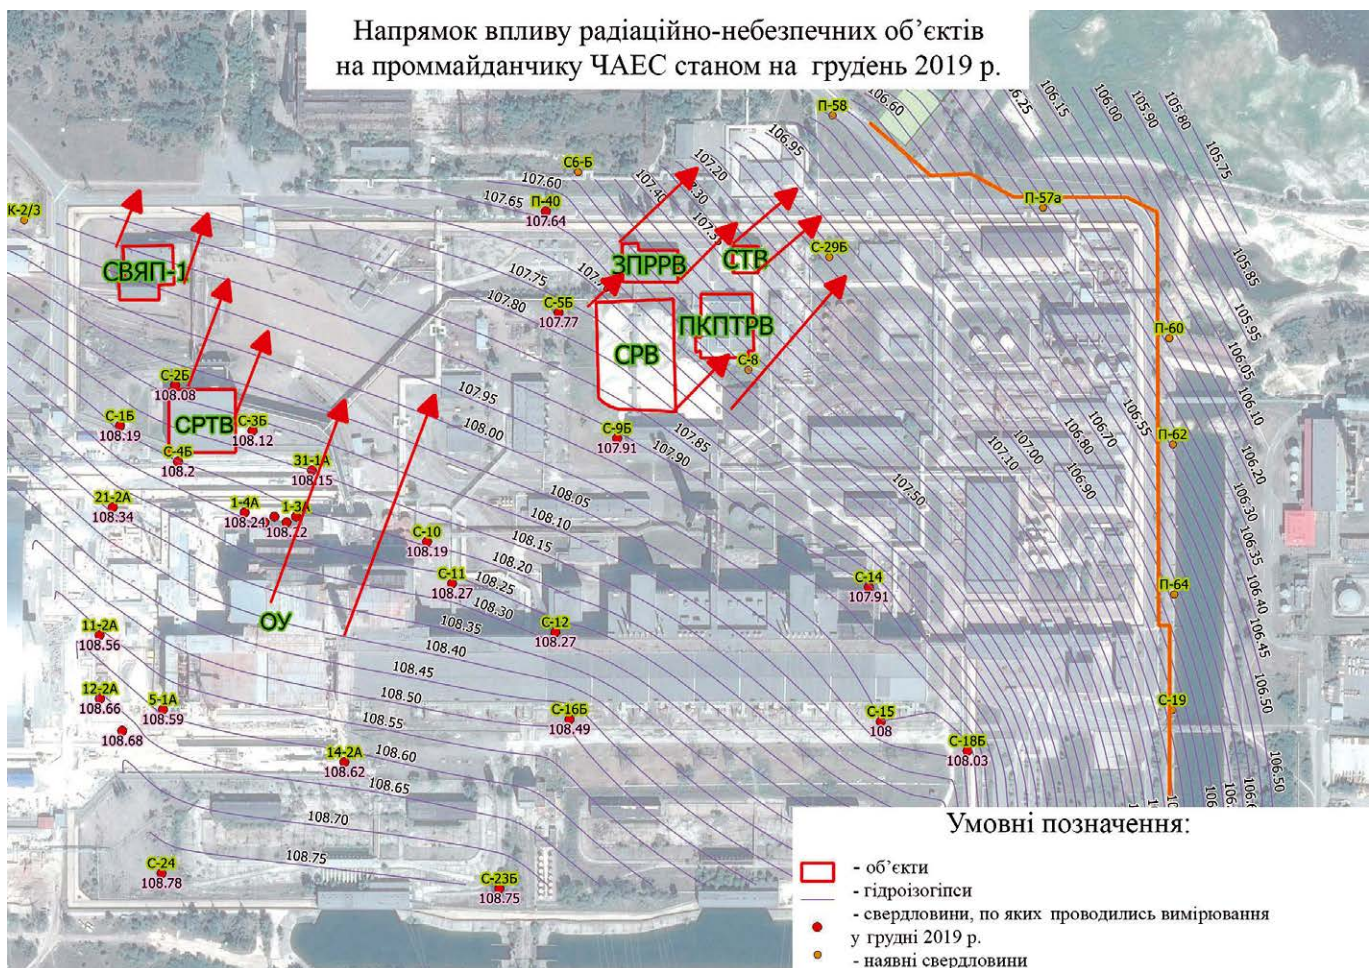 Напрямок впливу радіаційно-небезпечних об’єктів
на проммайданчику ЧАЕС станом на грудень 2019 р.
П-58
106.60
106.25
106.15
106.00
105.90
105.80
105.75
106.95
С6-Б
107.60
107.20
107.40
К-2/3
107.65
П-40
107.64
П-57а
107.35
С-29Б
СВЯП-1
ЗПРРВ
СТВ
105.85
107.75
107.80
С-5Б
107.77
ПКПТРВ
П-60
105.95
СРВ
С-8
106.05
С-2Б
108.08
107.95
106.10
С-1Б
108.19
СРТВ
С-3Б
108.12
108.00
С-9Б
107.91
107.85
107.90
106.55
106.70
106.80
107.00
107.10
П-62
С-4Б
108.2
31-1А
108.15
106.20
106.90
107.50
21-2А
108.34
1-4А
108.24
1-3А
108.22
108.05
108.10
108.15
106.30
106.35
С-10
108.19
108.20
С-11
108.27
108.25
108.30
108.35
С-14
107.91
П-64
106.40
ОУ
106.45
11-2А
108.56
С-12
108.27
108.40
108.45
106.50
12-2А
108.66
5-1А
108.59
108.50
С-16Б
108.49
С-15
108
С-19
108.68
108.55
108.60
С-18Б
108.03
14-2А
108.62
108.65
106.50
108.70
108.75
С-24
108.78
С-23Б
108.75
Умовні позначення:
- об’єкти
- гідроізогіпси
- свердловини, по яких проводились вимірювання
у грудні 2019 р.
- наявні свердловини